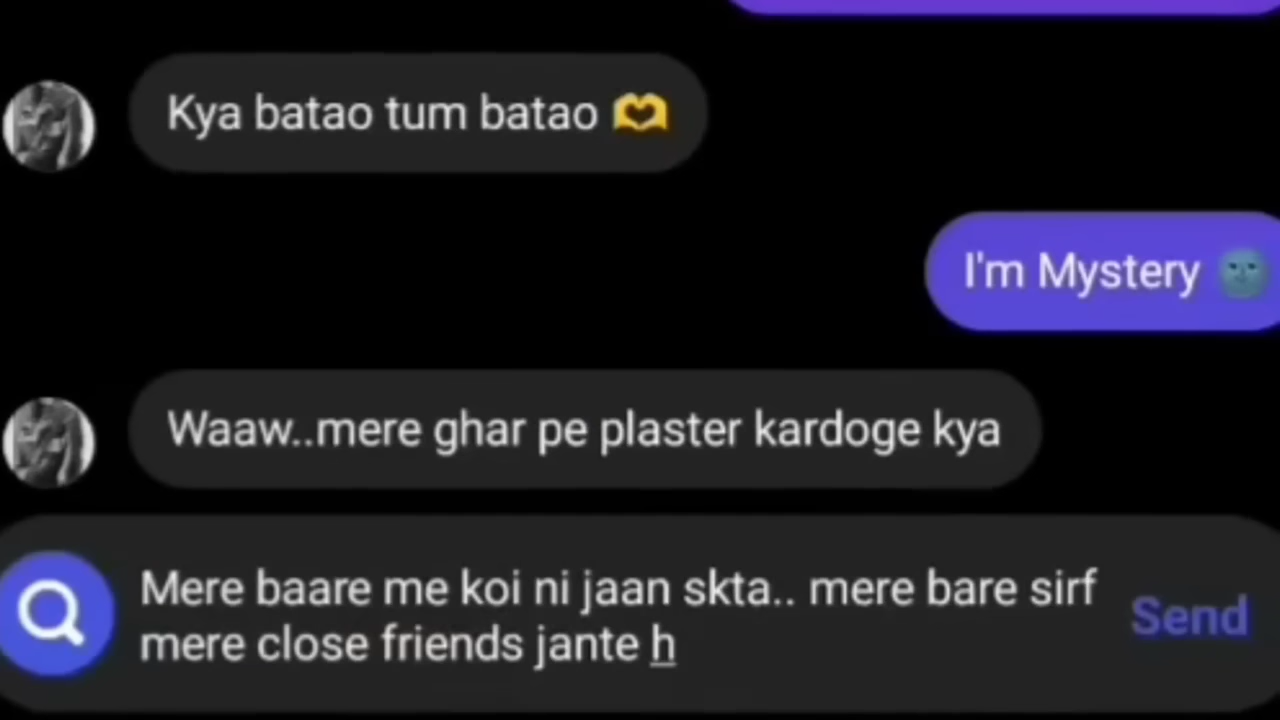 Kya batao tum batao 🫶
I'm Mystery 🌚
Waaw..mere ghar pe plaster kardoge kya
Mere baare me koi ni jaan skta.. mere bare sirf
mere close friends jante h
Send